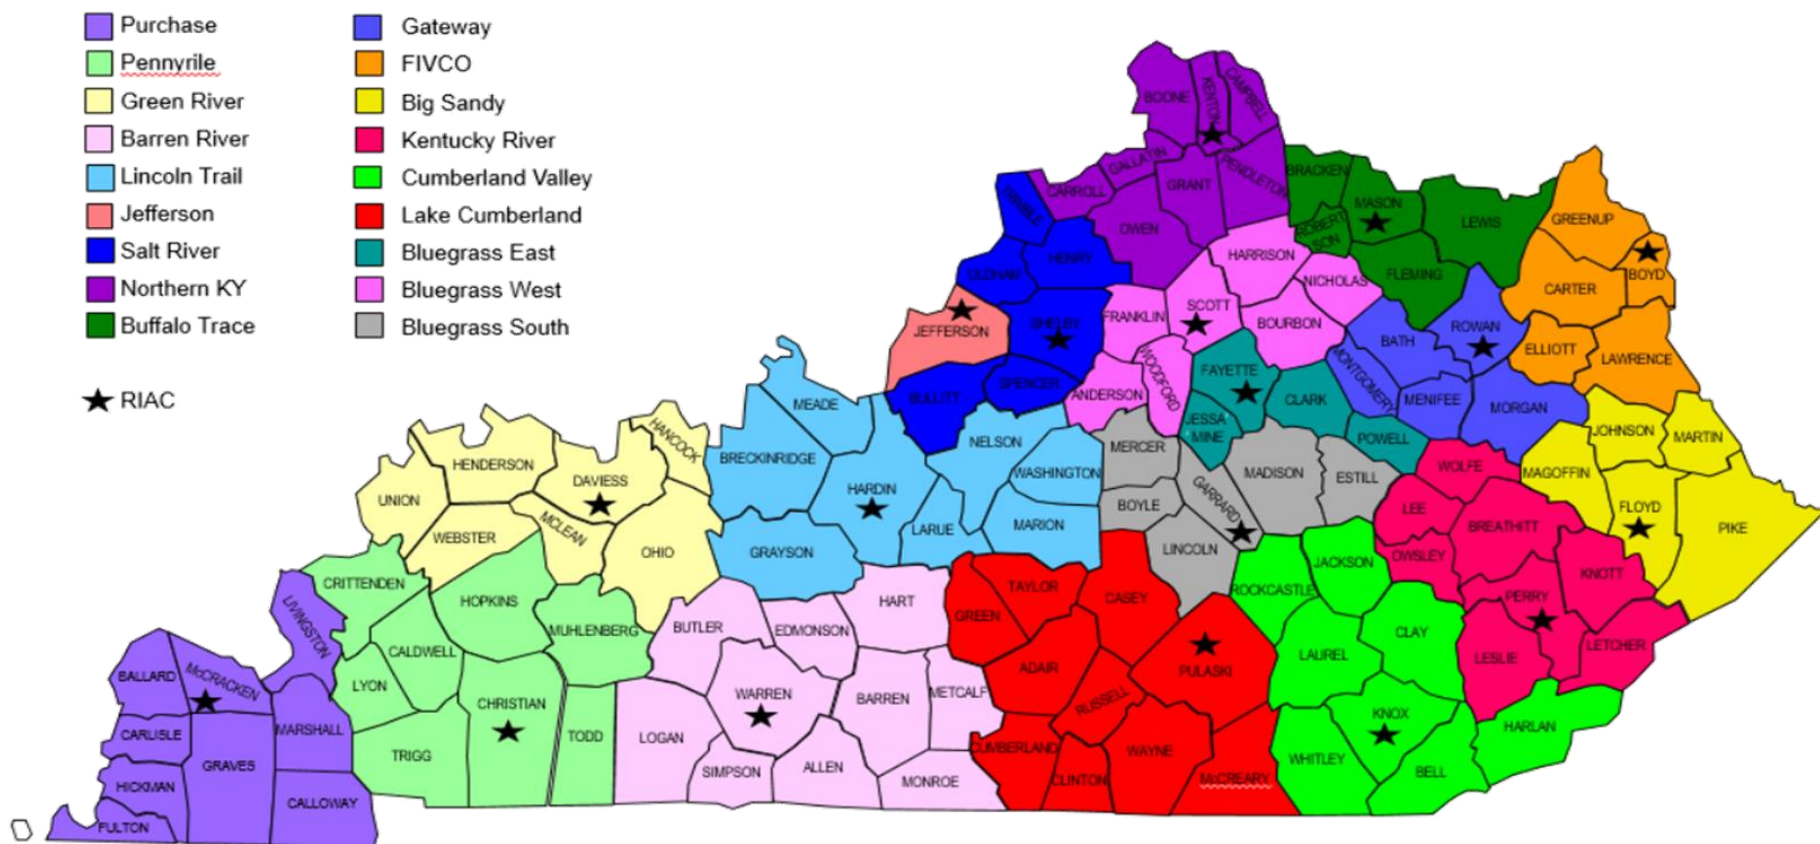 Purchase
Pennyrile
Green River
Barren River
Lincoln Trail
Jefferson
Salt River
Northern KY
Buffalo Trace
RIAC
Gateway
FIVCO
Big Sandy
Kentucky River
Cumberland Valley
Lake Cumberland
Bluegrass East
Bluegrass West
Bluegrass South
BOONE
KENTON
CAMPBELL
GALLATIN
CARROLL
GRANT
PENDLETON
OWEN
BRACKEN
MASON
ROBERT
SON
LEWIS
FLEMING
GREENUP
BOYD
CARTER
ELLIOTT
LAWRENCE
TRIMBLE
HENRY
OLDHAM
SHELBY
SPENCER
BULLITT
JEFFERSON
HARRISON
NICHOLAS
SCOTT
FRANKLIN
BOURBON
WOODFORD
ANDERSON
FAYETTE
CLARK
JESSA
MINE
POWELL
BATH
ROWAN
MONTGOMERY
MENIFEE
MORGAN
JOHNSON
MARTIN
MAGOFFIN
FLOYD
PIKE
MEADE
BRECKINRIDGE
HARDIN
NELSON
WASHINGTON
LARUE
MARION
GRAYSON
MERCER
BOYLE
GARRARD
MADISON
ESTILL
LINCOLN
WOLFE
LEE
BREATHITT
OWSLEY
PERRY
KNOTT
LESLIE
LETCHER
HANCOCK
HENDERSON
DAVIESS
UNION
WEBSTER
MCLEAN
OHIO
CRITTENDEN
HOPKINS
MUHLENBERG
CALDWELL
LYON
CHRISTIAN
TRIGG
TODD
LIVINGSTON
BALLARD
McCRACKEN
CARLISLE
GRAVES
MARSHALL
HICKMAN
FULTON
CALLOWAY
HART
BUTLER
EDMONSON
WARREN
BARREN
METCALF
LOGAN
SIMPSON
ALLEN
MONROE
TAYLOR
GREEN
CASEY
ADAIR
PULASKI
RUSSELL
CUMBERLAND
CLINTON
WAYNE
McCREARY
ROCKCASTLE
JACKSON
LAUREL
CLAY
KNOX
WHITLEY
BELL
HARLAN